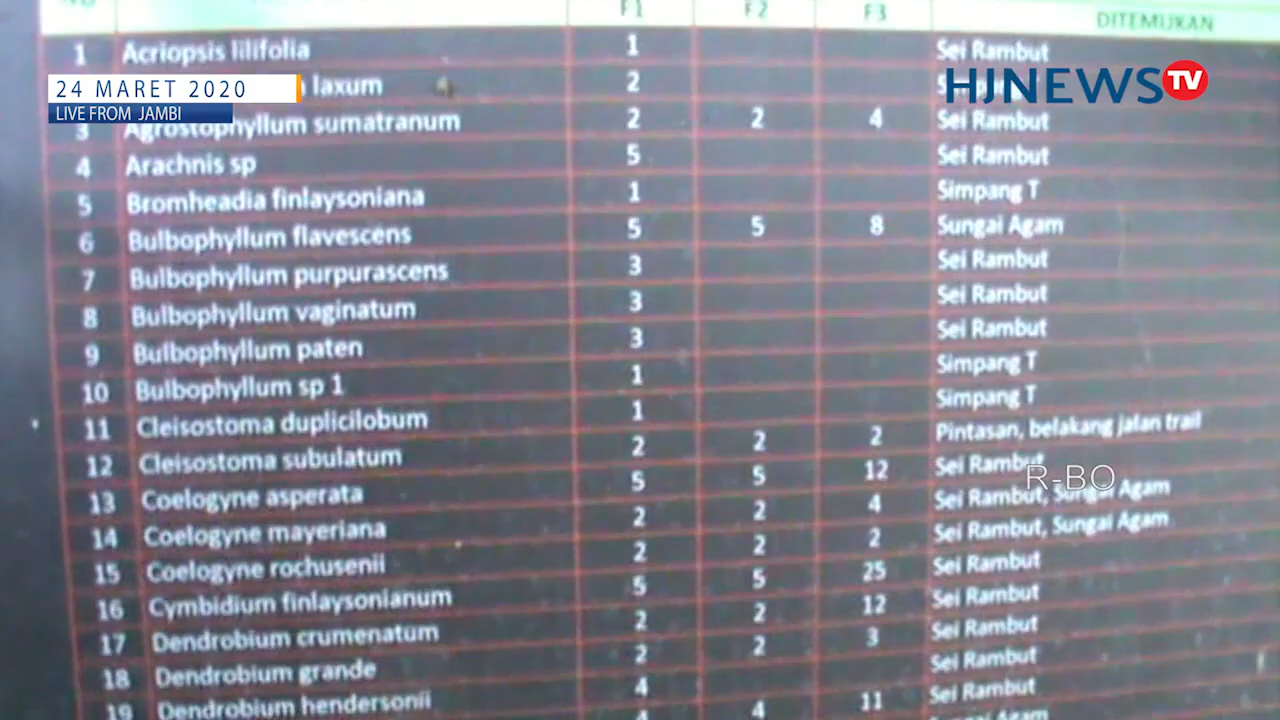 F1 F2 F3 DITEMUKAN
1 Acriopsis lilifolia 1 Sei Rambut
24 MARET 2020 laxum 2 HJNEWS TV
LIVE FROM JAMBI
3 Agrostophyllum sumatranum 2 2 4 Sei Rambut
4 Arachnis sp 5 Sei Rambut
5 Bromheadia finlaysoniana 1 Simpang T
6 Bulbophyllum flavescens 5 5 8 Sungai Agam
7 Bulbophyllum purpurascens 3 Sei Rambut
8 Bulbophyllum vaginatum 3 Sei Rambut
9 Bulbophyllum paten 3 Sei Rambut
10 Bulbophyllum sp 1 1 Simpang T
11 Cleisostoma duplicilobum 1 Simpang T
12 Cleisostoma subulatum 2 2 2 Pintasan, belakang jalan trail
13 Coelogyne asperata 5 5 12 Sei Rambut
R-BO
14 Coelogyne mayeriana 2 2 4 Sei Rambut, Sungai Agam
15 Coelogyne rochusenii 2 2 2 Sei Rambut, Sungai Agam
16 Cymbidium finlaysonianum 5 5 25 Sei Rambut
17 Dendrobium crumenatum 2 2 12 Sei Rambut
18 Dendrobium grande 2 2 3 Sei Rambut
19 Dendrobium hendersonii 4 Sei Rambut
4 4 11 Sei Rambut
Sungai Agam